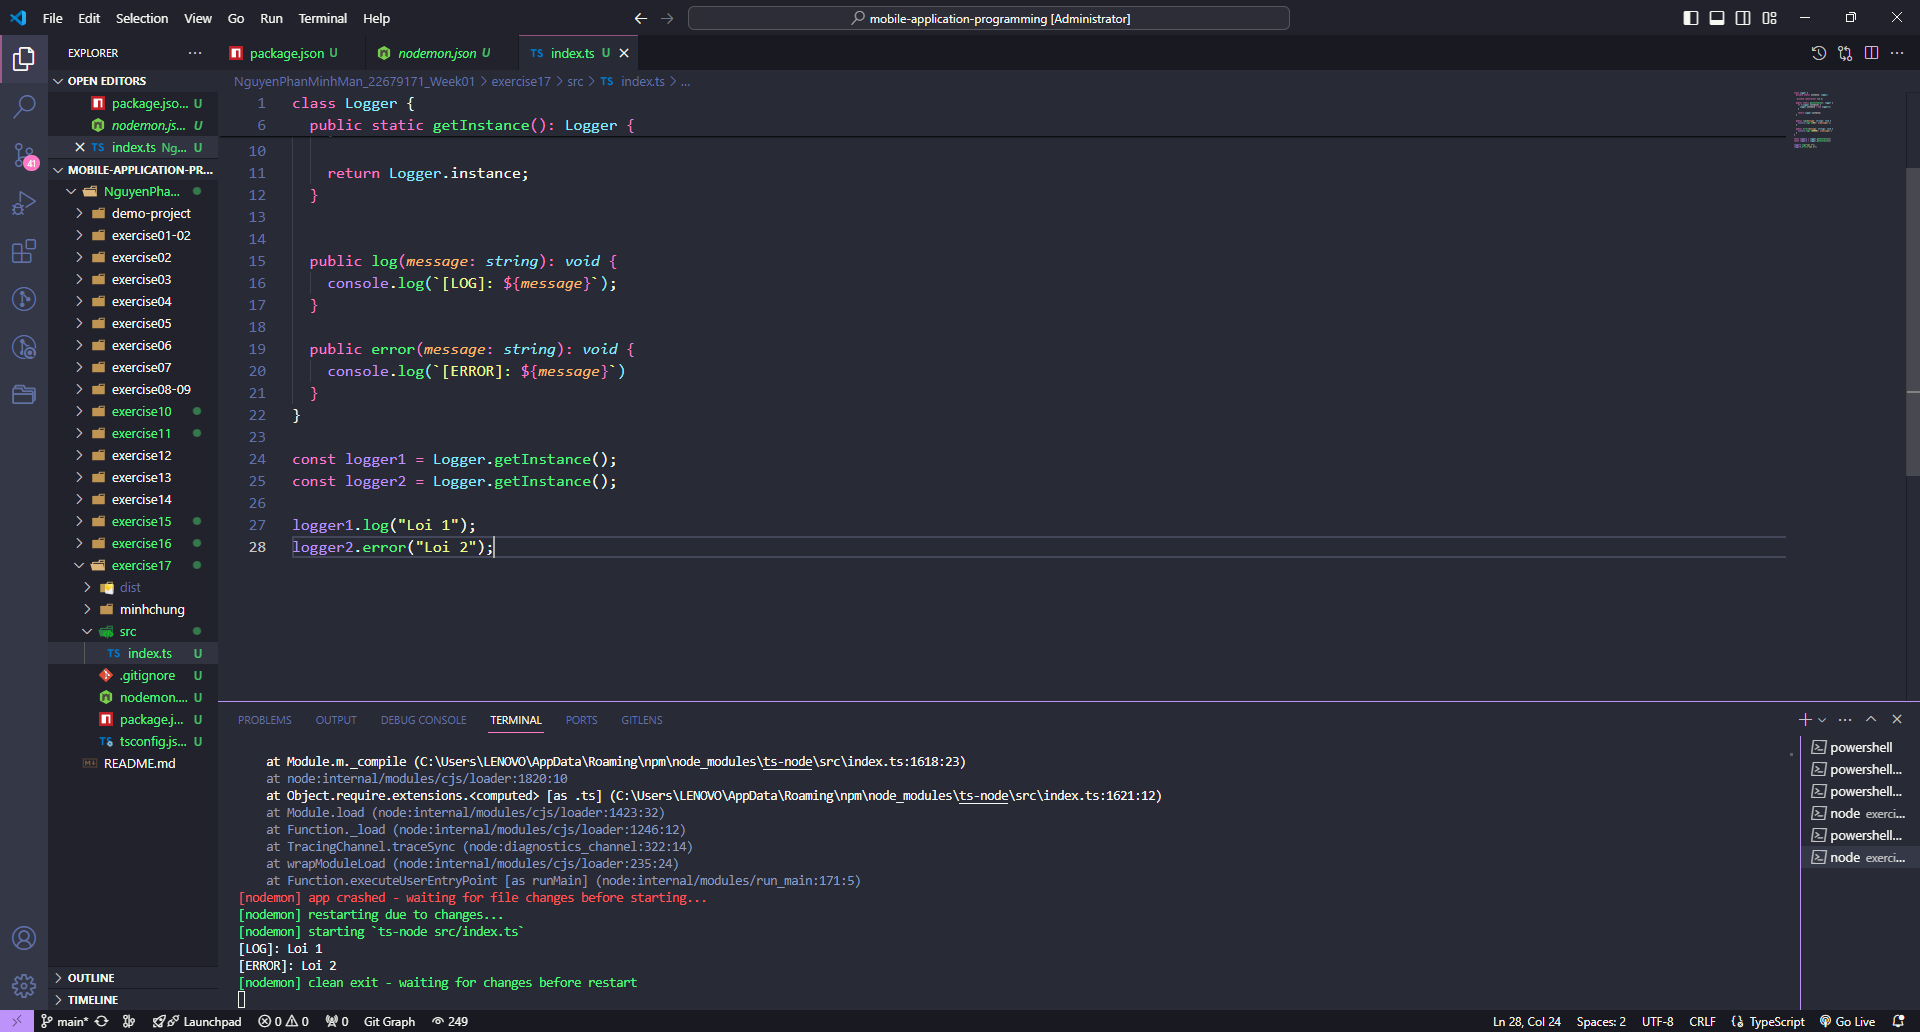 File Edit Selection View Go Run Terminal Help
mobile-application-programming [Administrator]
EXPLORER
package.json U
nodemon.json U
TS index.ts U
OPEN EDITORS
package.jso... U
nodemon.js... U
TS index.ts Ng... U
MOBILE-APPLICATION-PR...
NguyenPha...
demo-project
exercise01-02
exercise02
exercise03
exercise04
exercise05
exercise06
exercise07
exercise08-09
exercise10
exercise11
exercise12
exercise13
exercise14
exercise15
exercise16
exercise17
dist
minhchung
src
TS index.ts U
.gitignore U
nodemon.... U
package.j... U
tsconfig.js... U
README.md
OUTLINE
TIMELINE
41
NguyenPhanMinhMan_22679171_Week01 > exercise17 > src > TS index.ts > ...
1 class Logger {
6 public static getInstance(): Logger {
10
11 return Logger.instance;
12 }
13
14
15 public log(message: string): void {
16 console.log(`[LOG]: ${message}`);
17 }
18
19 public error(message: string): void {
20 console.log(`[ERROR]: ${message}`)
21 }
22 }
23
24 const logger1 = Logger.getInstance();
25 const logger2 = Logger.getInstance();
26
27 logger1.log("Loi 1");
28 logger2.error("Loi 2");
PROBLEMS OUTPUT DEBUG CONSOLE TERMINAL PORTS GITLENS
at Module.m._compile (C:\Users\LENOVO\AppData\Roaming\npm\node_modules\ts-node\src\index.ts:1618:23)
at node:internal/modules/cjs/loader:1820:10
at Object.require.extensions.<computed> [as .ts] (C:\Users\LENOVO\AppData\Roaming\npm\node_modules\ts-node\src\index.ts:1621:12)
at Module.load (node:internal/modules/cjs/loader:1423:32)
at Function._load (node:internal/modules/cjs/loader:1246:12)
at TracingChannel.traceSync (node:diagnostics_channel:322:14)
at wrapModuleLoad (node:internal/modules/cjs/loader:235:24)
at Function.executeUserEntryPoint [as runMain] (node:internal/modules/run_main:171:5)
[nodemon] app crashed - waiting for file changes before starting...
[nodemon] restarting due to changes...
[nodemon] starting `ts-node src/index.ts`
[LOG]: Loi 1
[ERROR]: Loi 2
[nodemon] clean exit - waiting for changes before restart
powershell
powershell...
powershell...
node exerci...
powershell...
node exerci...
main* Launchpad 0 0 0 Git Graph 249
Ln 28, Col 24 Spaces: 2 UTF-8 CRLF {} TypeScript Go Live